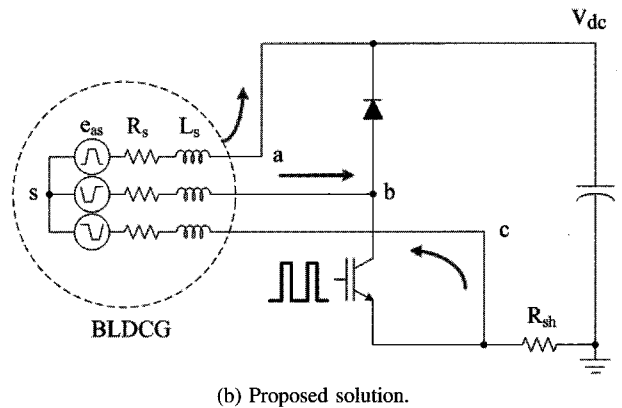 V_dc
e_as R_s L_s
a
s
b
c
R_sh
BLDCG
(b) Proposed solution.